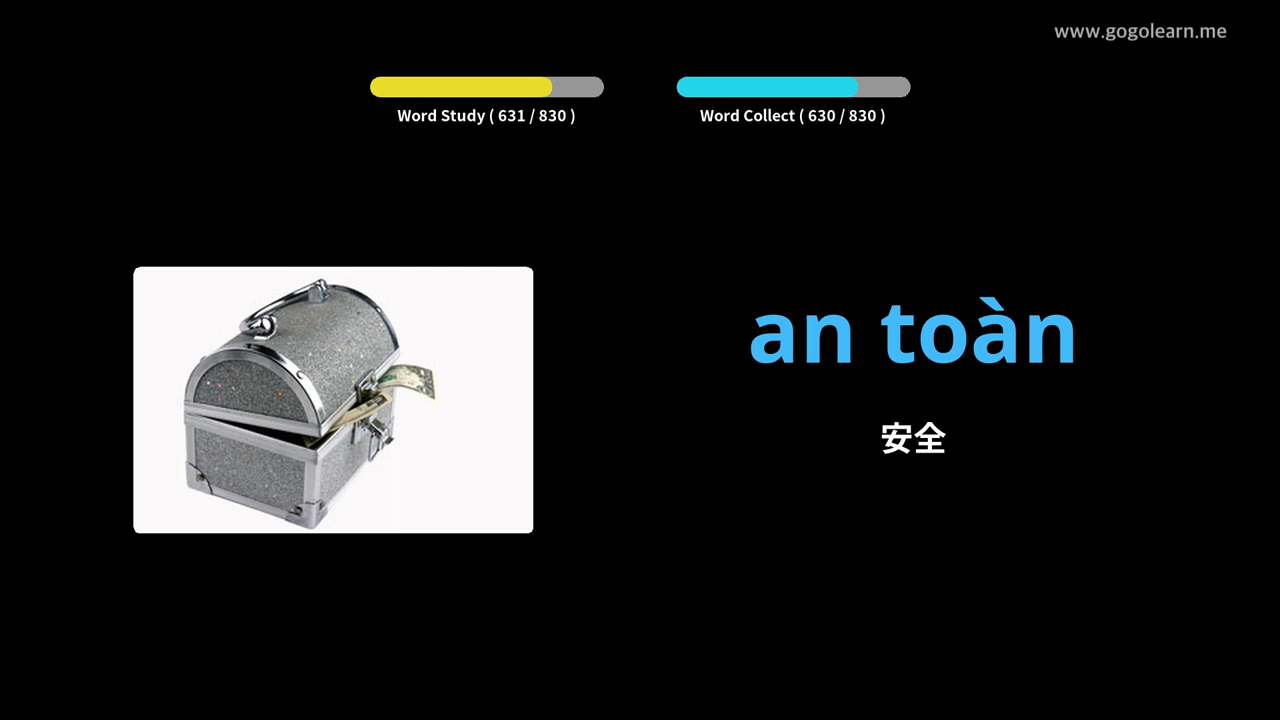 www.gogolearn.me
Word Study ( 631 / 830 )
Word Collect ( 630 / 830 )
an toàn
安全